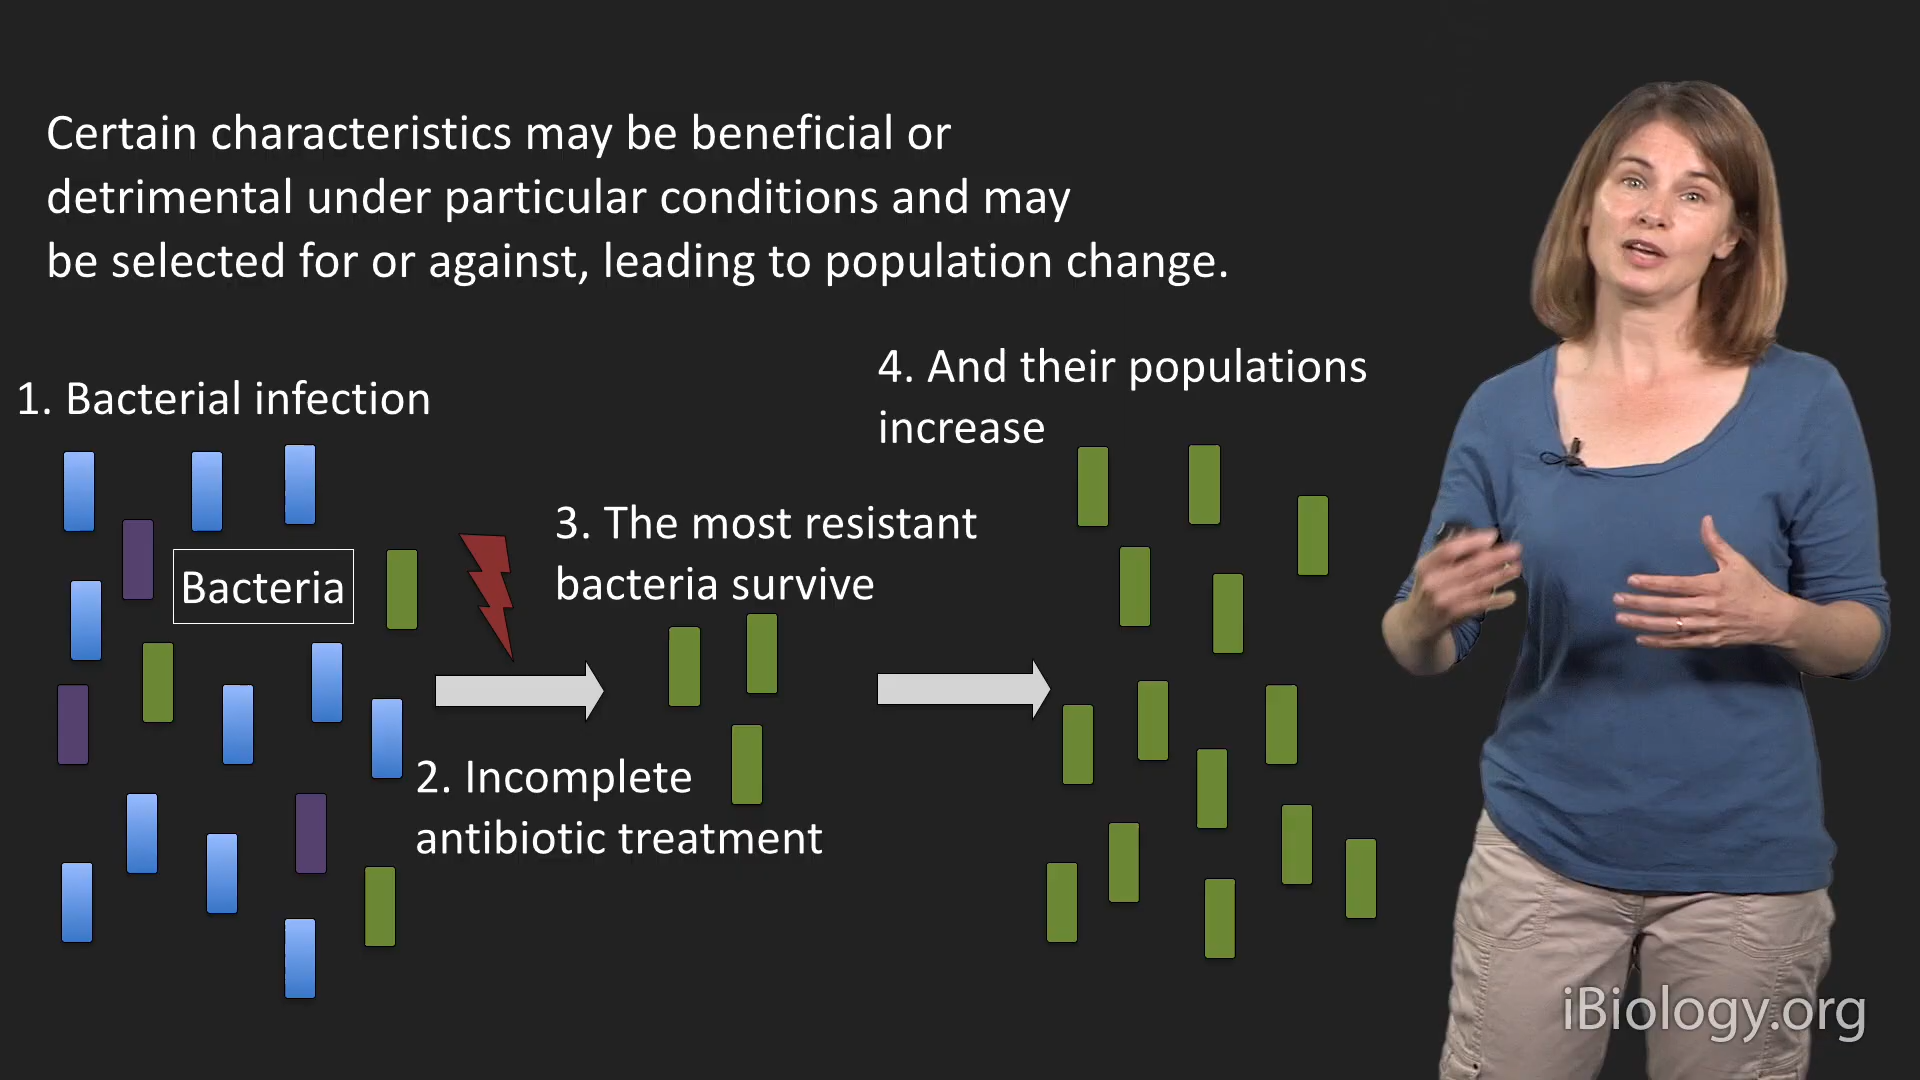 Certain characteristics may be beneficial or
detrimental under particular conditions and may
be selected for or against, leading to population change.
1. Bacterial infection
Bacteria
2. Incomplete
antibiotic treatment
3. The most resistant
bacteria survive
4. And their populations
increase
iBiology.org